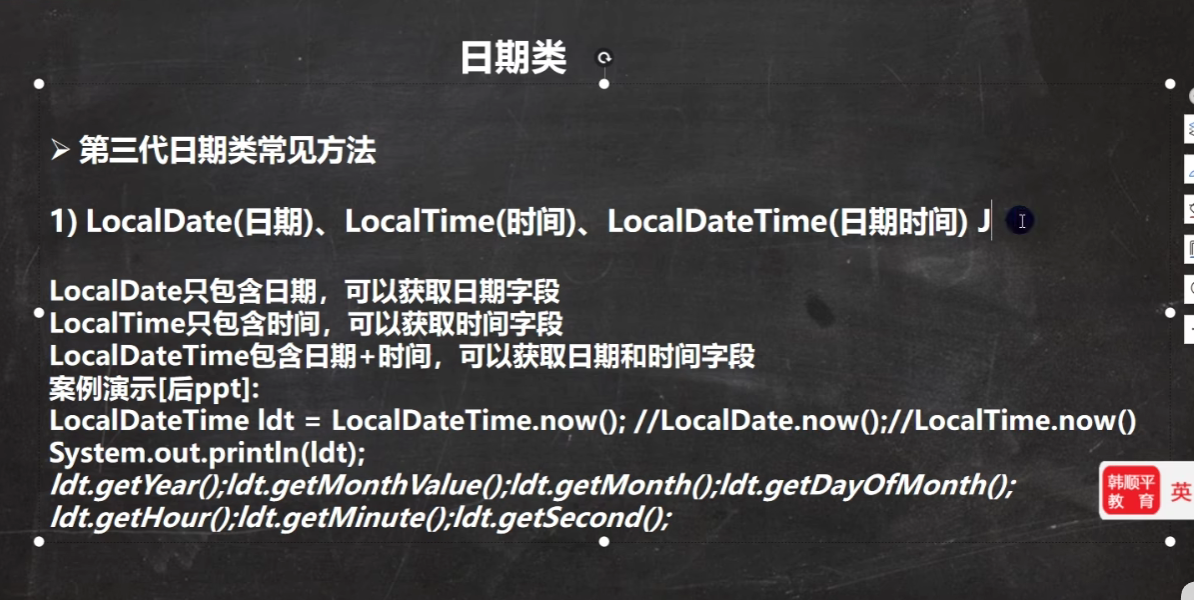 日期类
➢ 第三代日期类常见方法
1) LocalDate(日期)、LocalTime(时间)、LocalDateTime(日期时间) J
LocalDate只包含日期，可以获取日期字段
LocalTime只包含时间，可以获取时间字段
LocalDateTime包含日期+时间，可以获取日期和时间字段
案例演示[后ppt]:
LocalDateTime ldt = LocalDateTime.now(); //LocalDate.now();//LocalTime.now()
System.out.println(ldt);
ldt.getYear();ldt.getMonthValue();ldt.getMonth();ldt.getDayOfMonth();
ldt.getHour();ldt.getMinute();ldt.getSecond();
韩顺平
教育
英